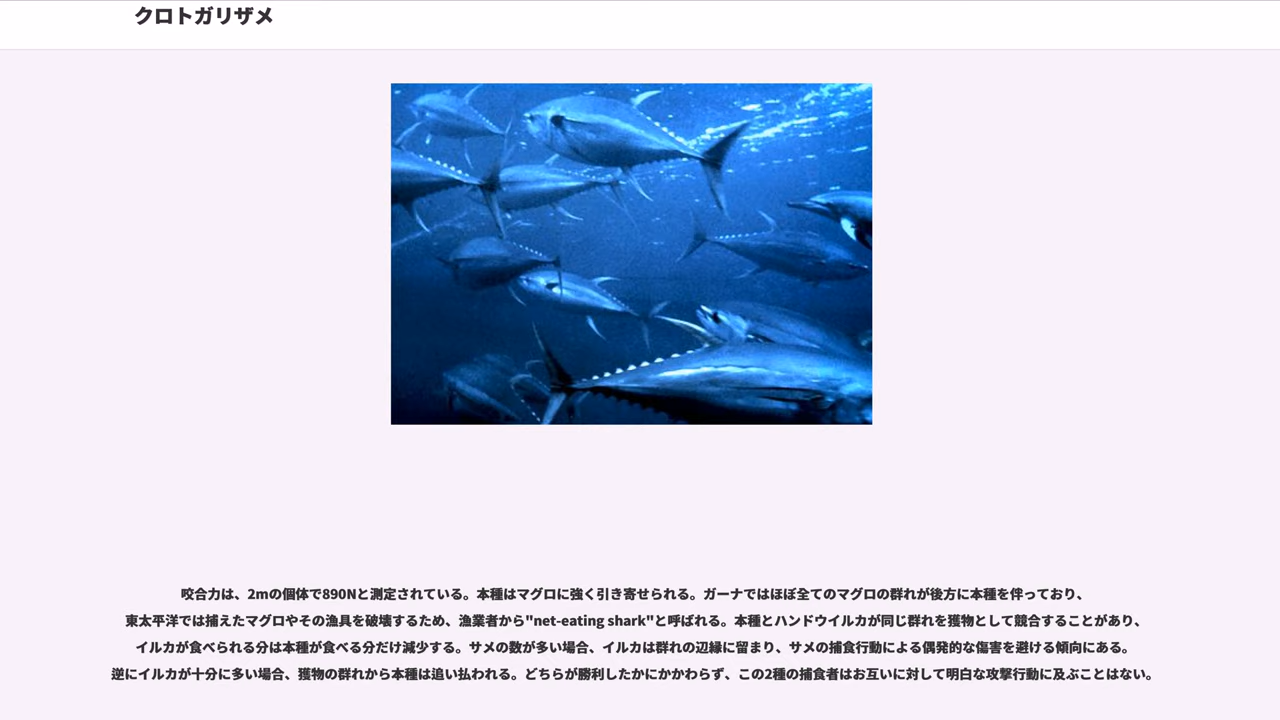 クロトガリザメ
咬合力は、2mの個体で890Nと測定されている。本種はマグロに強く引き寄せられる。ガーナではほぼ全てのマグロの群れが後方に本種を伴っており、
東太平洋では捕えたマグロやその漁具を破壊するため、漁業者から"net-eating shark"と呼ばれる。本種とハンドウイルカが同じ群れを獲物として競合することがあり、
イルカが食べられる分は本種が食べる分だけ減少する。サメの数が多い場合、イルカは群れの辺縁に留まり、サメの捕食行動による偶発的な傷害を避ける傾向にある。
逆にイルカが十分に多い場合、獲物の群れから本種は追い払われる。どちらが勝利したかにかかわらず、この2種の捕食者はお互いに対して明白な攻撃行動に及ぶことはない。